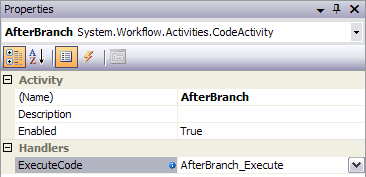 Properties
AfterBranch System.Workflow.Activities.CodeActivity
Activity
(Name) AfterBranch
Description
Enabled True
Handlers
ExecuteCode AfterBranch_Execute